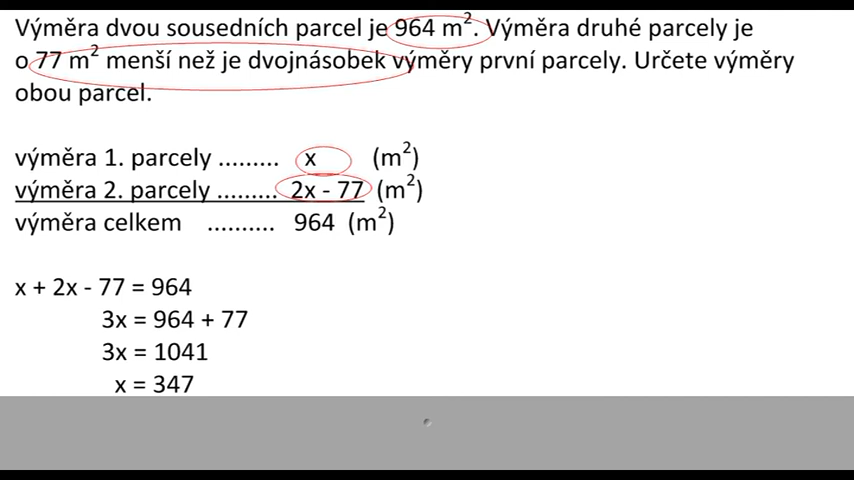 Výměra dvou sousedních parcel je 964 m². Výměra druhé parcely je
o 77 m² menší než je dvojnásobek výměry první parcely. Určete výměry
obou parcel.
výměra 1. parcely ......... x (m²)
výměra 2. parcely ......... 2x - 77 (m²)
výměra celkem .......... 964 (m²)
x + 2x - 77 = 964
3x = 964 + 77
3x = 1041
x = 347